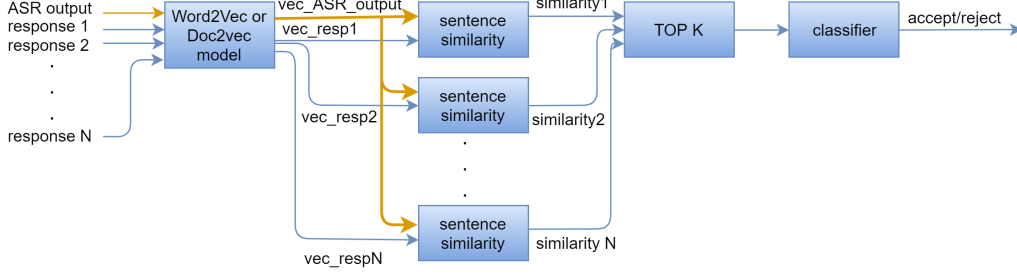 ASR output
response 1
response 2
.
.
.
response N
Word2Vec or
Doc2vec
model
vec_ASR_output
vec_resp1
vec_resp2
vec_respN
sentence
similarity
sentence
similarity
.
.
.
sentence
similarity
similarity1
similarity2
similarity N
TOP K
classifier
accept/reject